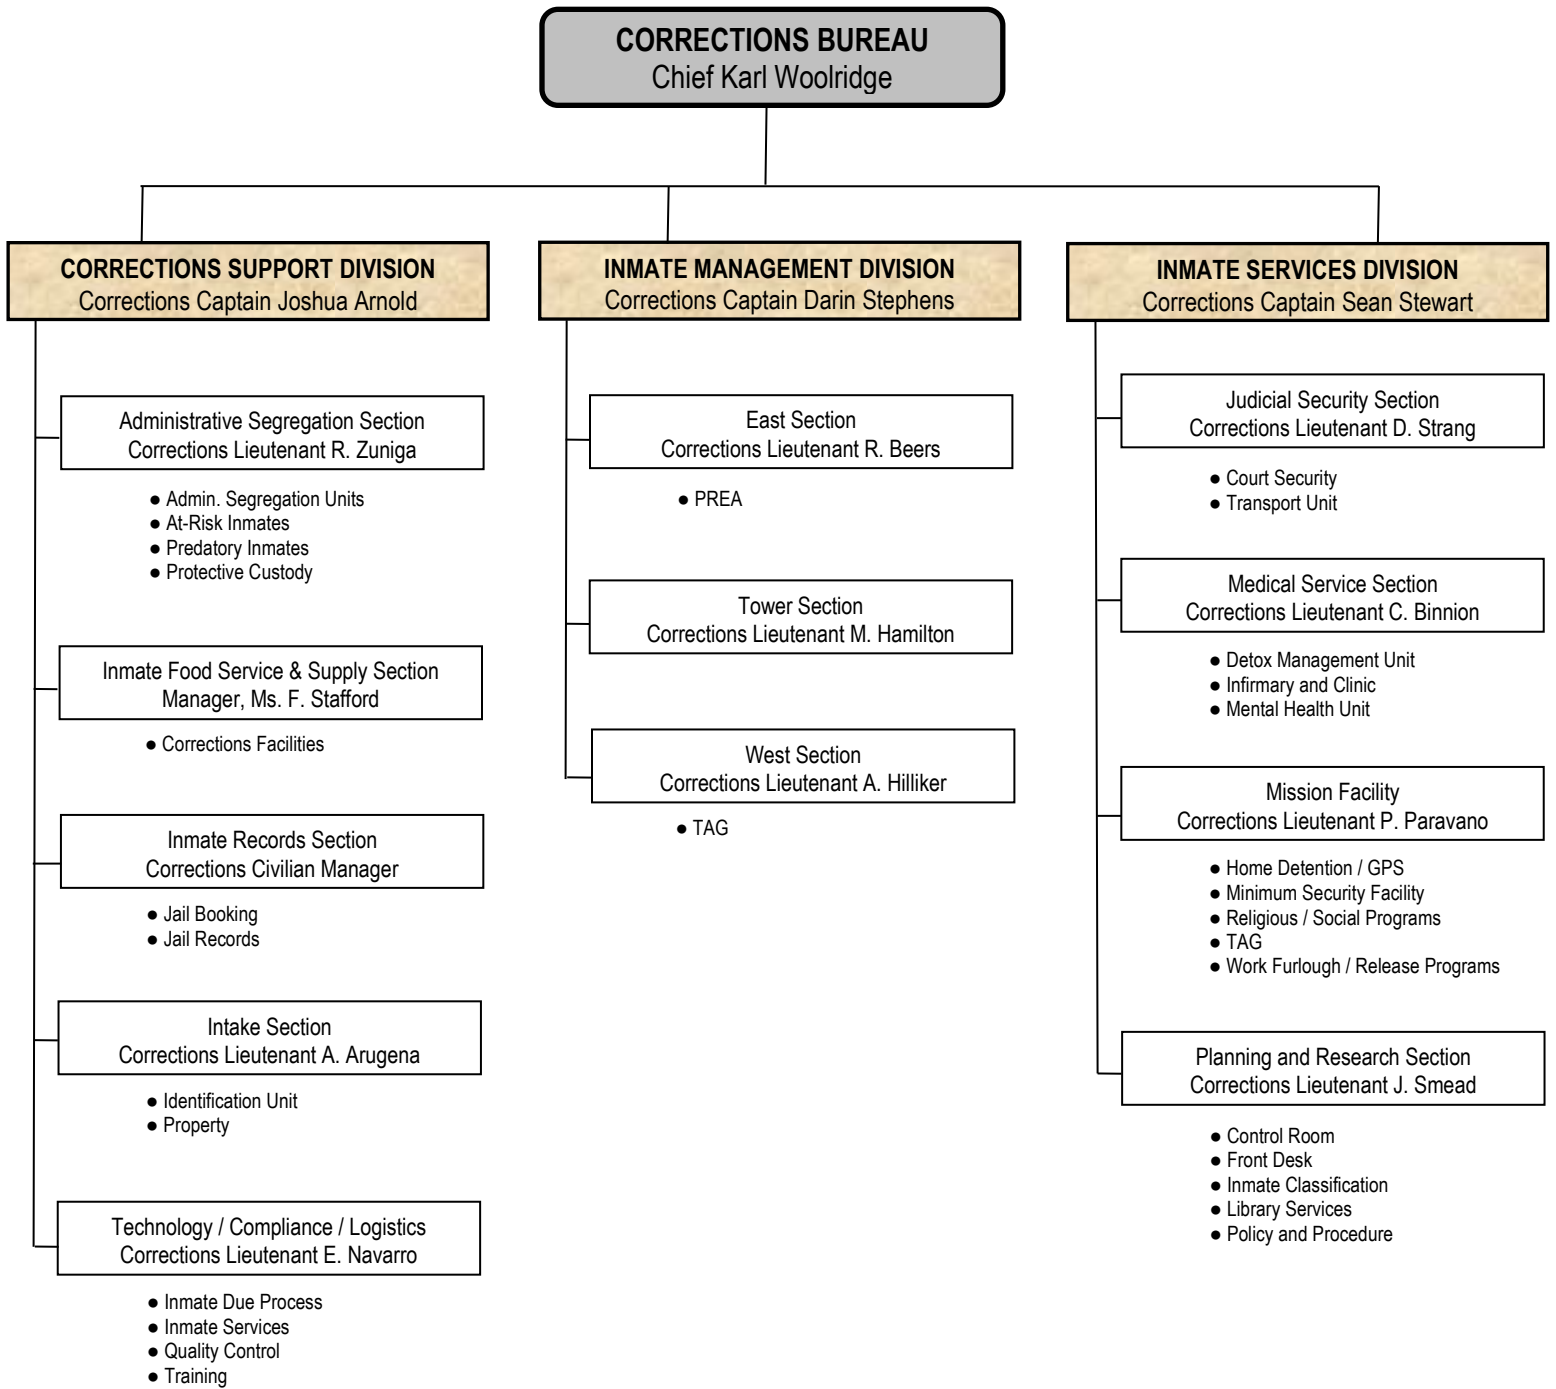 CORRECTIONS BUREAU
Chief Karl Woolridge
CORRECTIONS SUPPORT DIVISION
Corrections Captain Joshua Arnold
Administrative Segregation Section
Corrections Lieutenant R. Zuniga
● Admin. Segregation Units
● At-Risk Inmates
● Predatory Inmates
● Protective Custody
Inmate Food Service & Supply Section
Manager, Ms. F. Stafford
● Corrections Facilities
Inmate Records Section
Corrections Civilian Manager
● Jail Booking
● Jail Records
Intake Section
Corrections Lieutenant A. Arugena
● Identification Unit
● Property
Technology / Compliance / Logistics
Corrections Lieutenant E. Navarro
● Inmate Due Process
● Inmate Services
● Quality Control
● Training
INMATE MANAGEMENT DIVISION
Corrections Captain Darin Stephens
East Section
Corrections Lieutenant R. Beers
● PREA
Tower Section
Corrections Lieutenant M. Hamilton
West Section
Corrections Lieutenant A. Hilliker
● TAG
INMATE SERVICES DIVISION
Corrections Captain Sean Stewart
Judicial Security Section
Corrections Lieutenant D. Strang
● Court Security
● Transport Unit
Medical Service Section
Corrections Lieutenant C. Binnion
● Detox Management Unit
● Infirmary and Clinic
● Mental Health Unit
Mission Facility
Corrections Lieutenant P. Paravano
● Home Detention / GPS
● Minimum Security Facility
● Religious / Social Programs
● TAG
● Work Furlough / Release Programs
Planning and Research Section
Corrections Lieutenant J. Smead
● Control Room
● Front Desk
● Inmate Classification
● Library Services
● Policy and Procedure